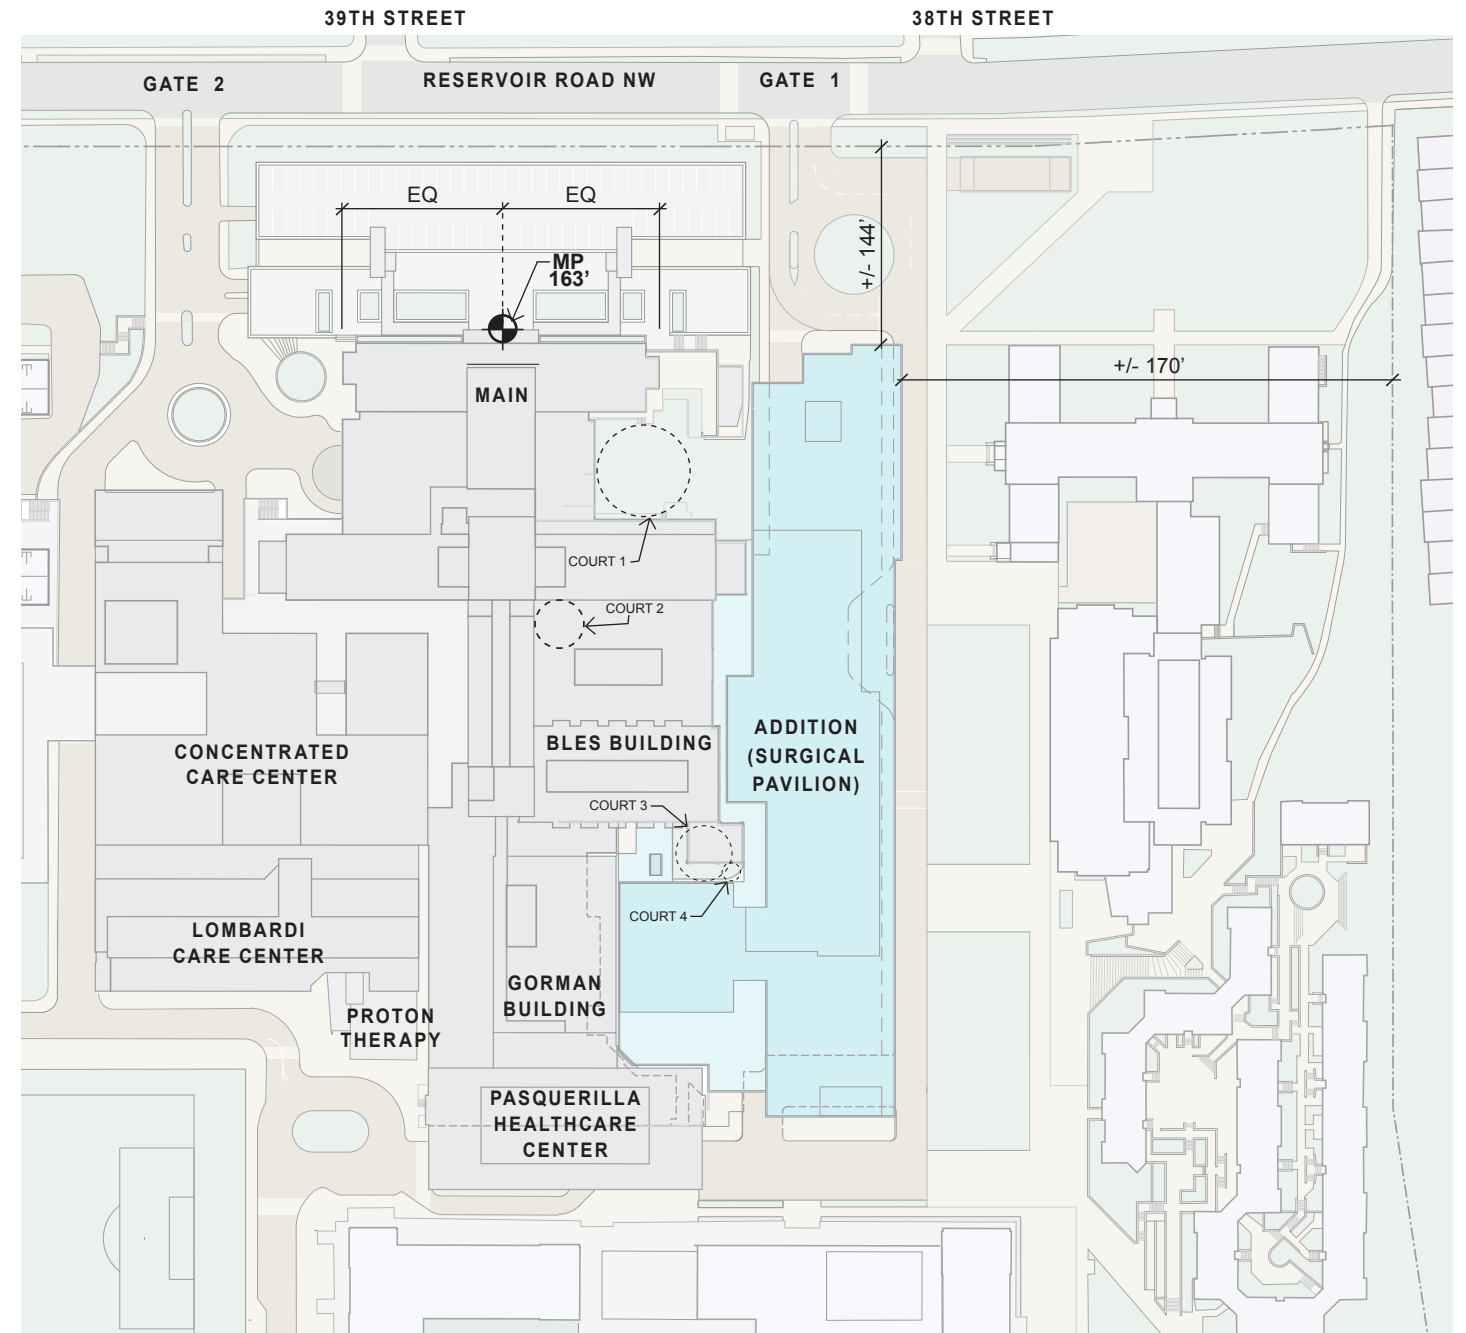 39TH STREET
38TH STREET
GATE 2
RESERVOIR ROAD NW
GATE 1
EQ
EQ
MP
163'
+/- 144'
+/- 170'
MAIN
COURT 1
COURT 2
BLES BUILDING
ADDITION
(SURGICAL
PAVILION)
CONCENTRATED
CARE CENTER
COURT 3
COURT 4
LOMBARDI
CARE CENTER
GORMAN
BUILDING
PROTON
THERAPY
PASQUERILLA
HEALTHCARE
CENTER